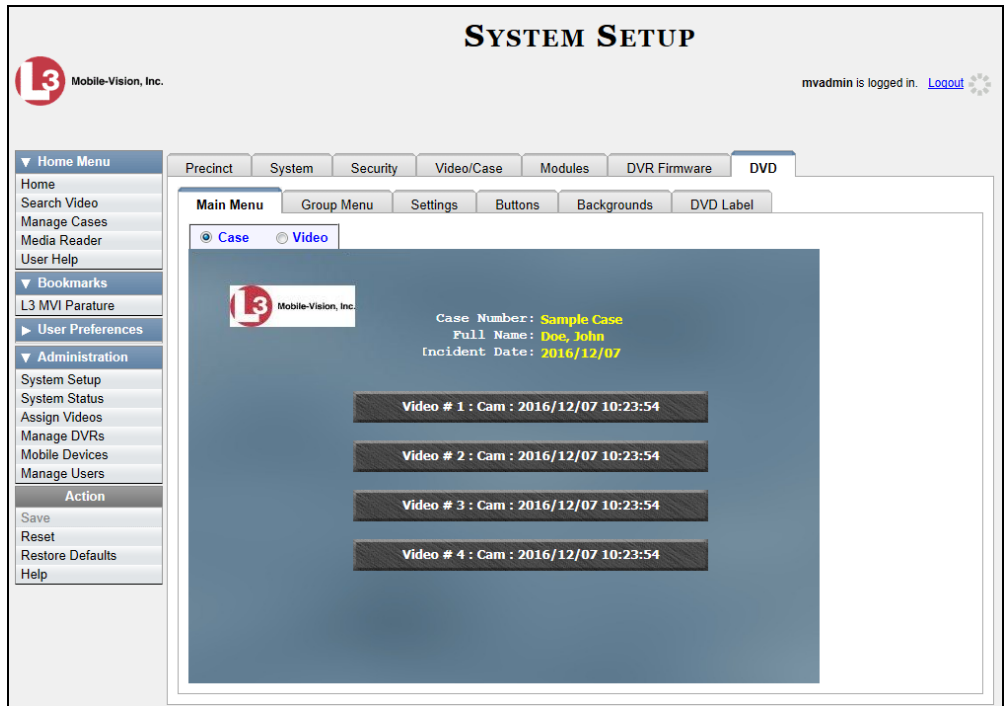 SYSTEM SETUP
L3 Mobile-Vision, Inc.
mvadmin is logged in. Logout
▼ Home Menu
Home
Search Video
Manage Cases
Media Reader
User Help
▼ Bookmarks
L3 MVI Parature
► User Preferences
▼ Administration
System Setup
System Status
Assign Videos
Manage DVRs
Mobile Devices
Manage Users
Action
Save
Reset
Restore Defaults
Help
Precinct System Security Video/Case Modules DVR Firmware DVD
Main Menu Group Menu Settings Buttons Backgrounds DVD Label
Case Video
L3 Mobile-Vision, Inc.
Case Number: Sample Case
Full Name: Doe, John
Incident Date: 2016/12/07
Video # 1 : Cam : 2016/12/07 10:23:54
Video # 2 : Cam : 2016/12/07 10:23:54
Video # 3 : Cam : 2016/12/07 10:23:54
Video # 4 : Cam : 2016/12/07 10:23:54